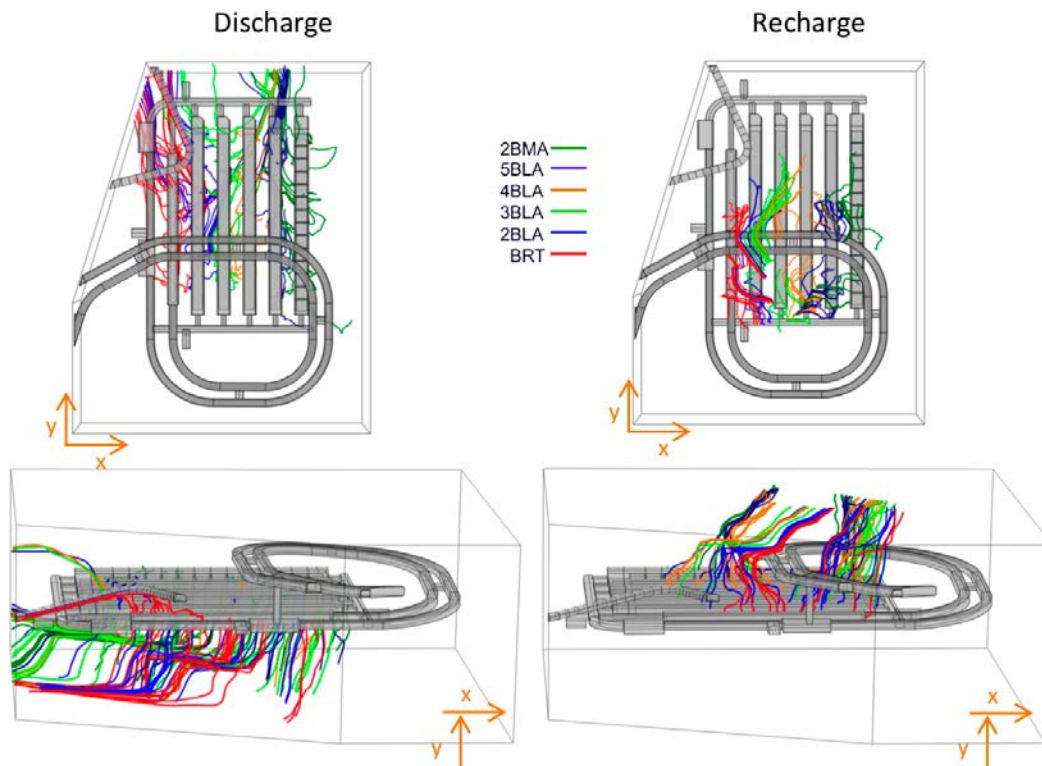 Discharge
Recharge
2BMA
5BLA
4BLA
3BLA
2BLA
BRT
y
x
y
x
x
y
x
y